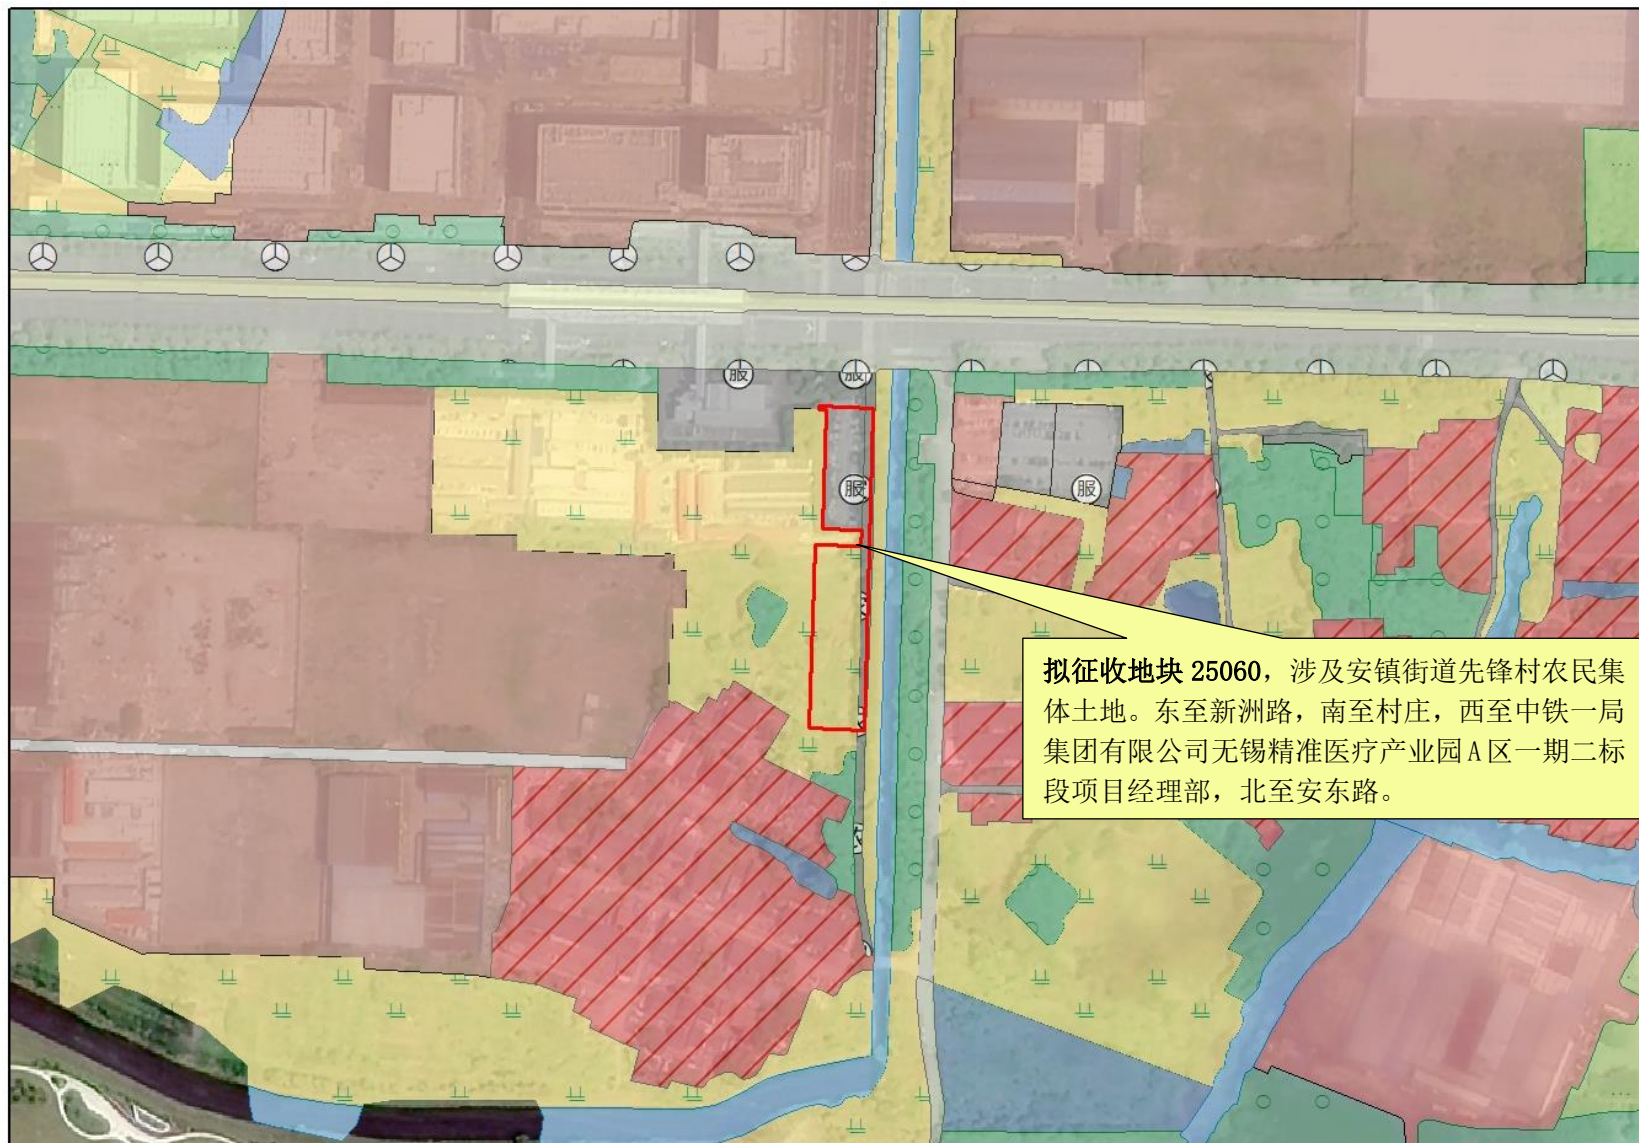 服
服
服
服
拟征收地块 25060，涉及安镇街道先锋村农民集
体土地。东至新洲路，南至村庄，西至中铁一局
集团有限公司无锡精准医疗产业园 A 区一期二标
段项目经理部，北至安东路。